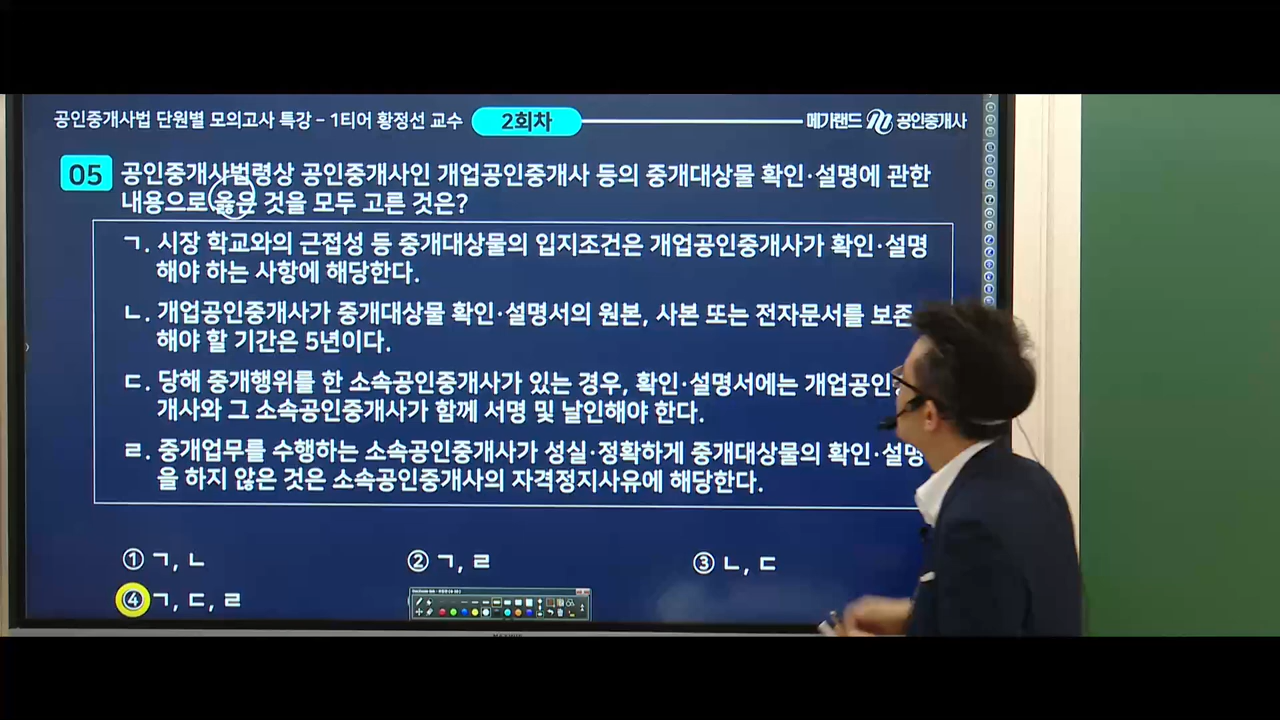 공인중개사법 단원별 모의고사 특강 - 1티어 황정선 교수 2회차 메가랜드 공인중개사
05 공인중개사법령상 공인중개사인 개업공인중개사 등의 중개대상물 확인·설명에 관한
내용으로 옳은 것을 모두 고른 것은?
ㄱ. 시장 학교와의 근접성 등 중개대상물의 입지조건은 개업공인중개사가 확인·설명
해야 하는 사항에 해당한다.
ㄴ. 개업공인중개사가 중개대상물 확인·설명서의 원본, 사본 또는 전자문서를 보존
해야 할 기간은 5년이다.
ㄷ. 당해 중개행위를 한 소속공인중개사가 있는 경우, 확인·설명서에는 개업공인
개사와 그 소속공인중개사가 함께 서명 및 날인해야 한다.
ㄹ. 중개업무를 수행하는 소속공인중개사가 성실·정확하게 중개대상물의 확인·설명
을 하지 않은 것은 소속공인중개사의 자격정지사유에 해당한다.
① ㄱ, ㄴ ② ㄱ, ㄹ ③ ㄴ, ㄷ
④ ㄱ, ㄷ, ㄹ